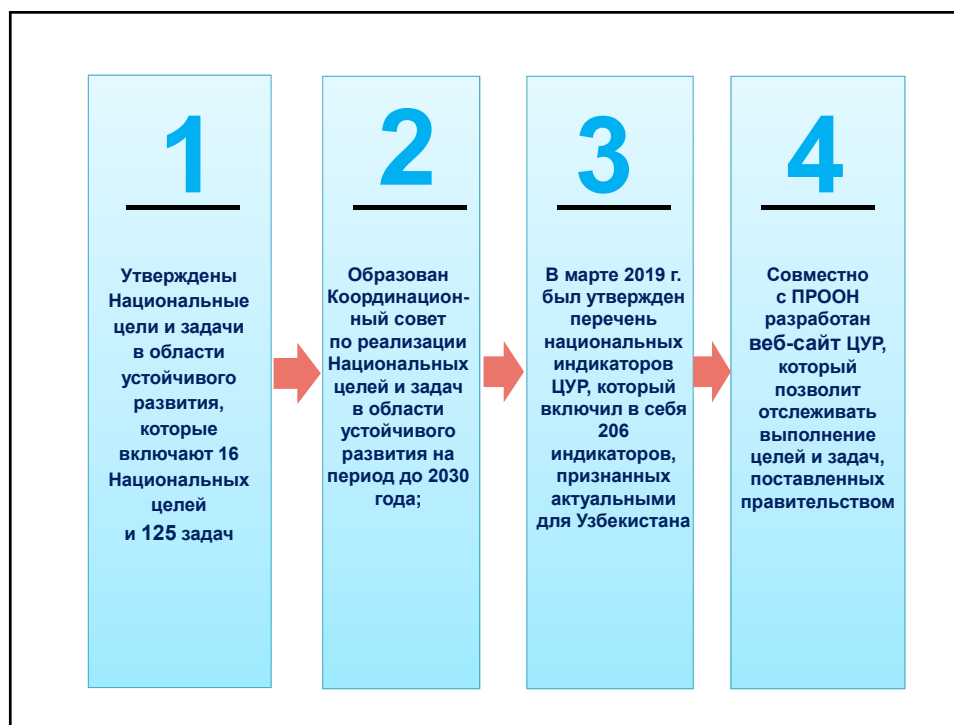 1
Утверждены
Национальные
цели и задачи
в области
устойчивого
развития,
которые
включают 16
Национальных
целей
и 125 задач
2
Образован
Координацион-
ный совет
по реализации
Национальных
целей и задач
в области
устойчивого
развития на
период до 2030
года;
3
В марте 2019 г.
был утвержден
перечень
национальных
индикаторов
ЦУР, который
включил в себя
206
индикаторов,
признанных
актуальными
для Узбекистана
4
Совместно
с ПРООН
разработан
веб-сайт ЦУР,
который
позволит
отслеживать
выполнение
целей и задач,
поставленных
правительством